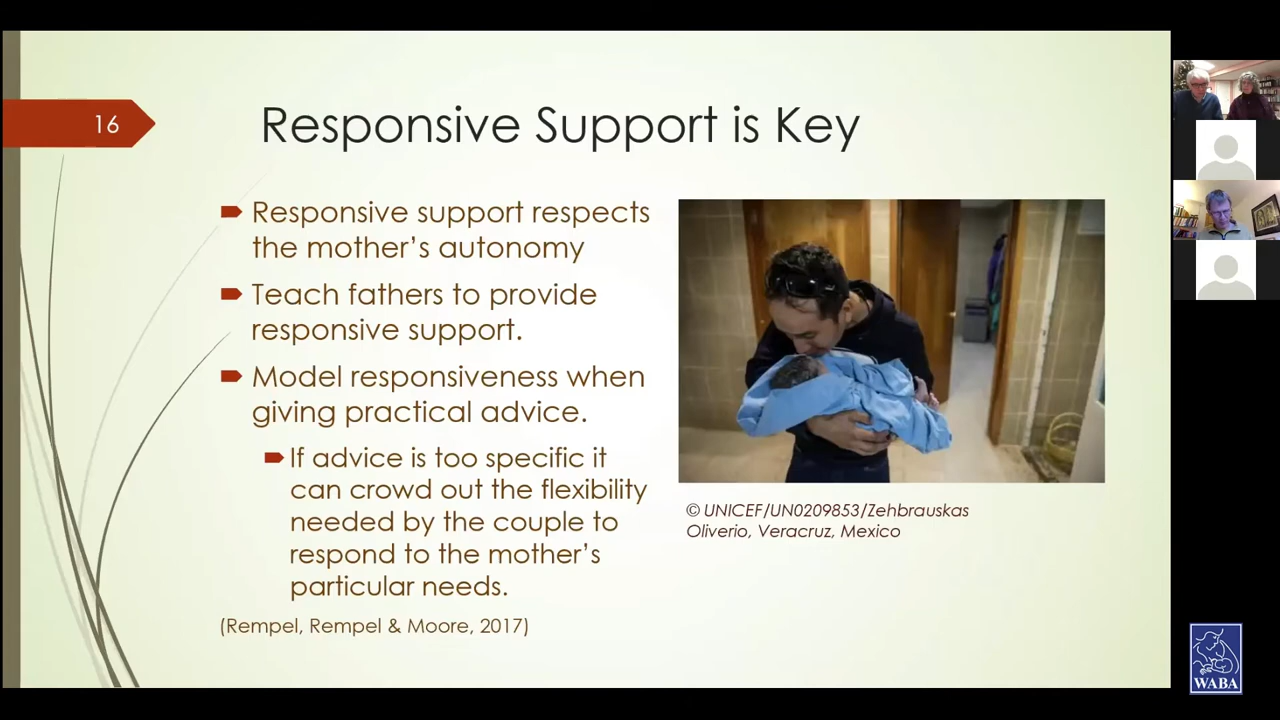 16
Responsive Support is Key
Responsive support respects
the mother’s autonomy
Teach fathers to provide
responsive support.
Model responsiveness when
giving practical advice.
If advice is too specific it
can crowd out the flexibility
needed by the couple to
respond to the mother’s
particular needs.
(Rempel, Rempel & Moore, 2017)
© UNICEF/UN0209853/Zehbrauskas
Oliverio, Veracruz, Mexico
WABA